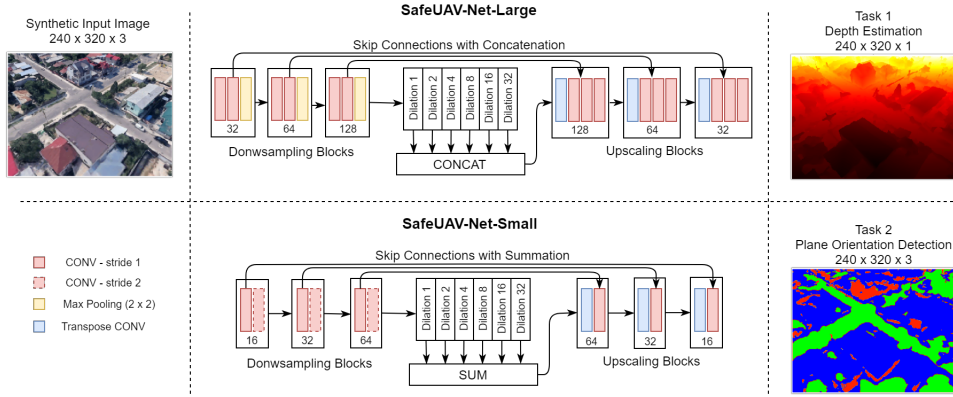 Synthetic Input Image
240 x 320 x 3
SafeUAV-Net-Large
Skip Connections with Concatenation
32
64
128
Donwsampling Blocks
Dilation 1
Dilation 2
Dilation 4
Dilation 8
Dilation 16
Dilation 32
CONCAT
128
64
32
Upscaling Blocks
Task 1
Depth Estimation
240 x 320 x 1
CONV - stride 1
CONV - stride 2
Max Pooling (2 x 2)
Transpose CONV
SafeUAV-Net-Small
Skip Connections with Summation
16
32
64
Donwsampling Blocks
Dilation 1
Dilation 2
Dilation 4
Dilation 8
Dilation 16
Dilation 32
SUM
64
32
16
Upscaling Blocks
Task 2
Plane Orientation Detection
240 x 320 x 3